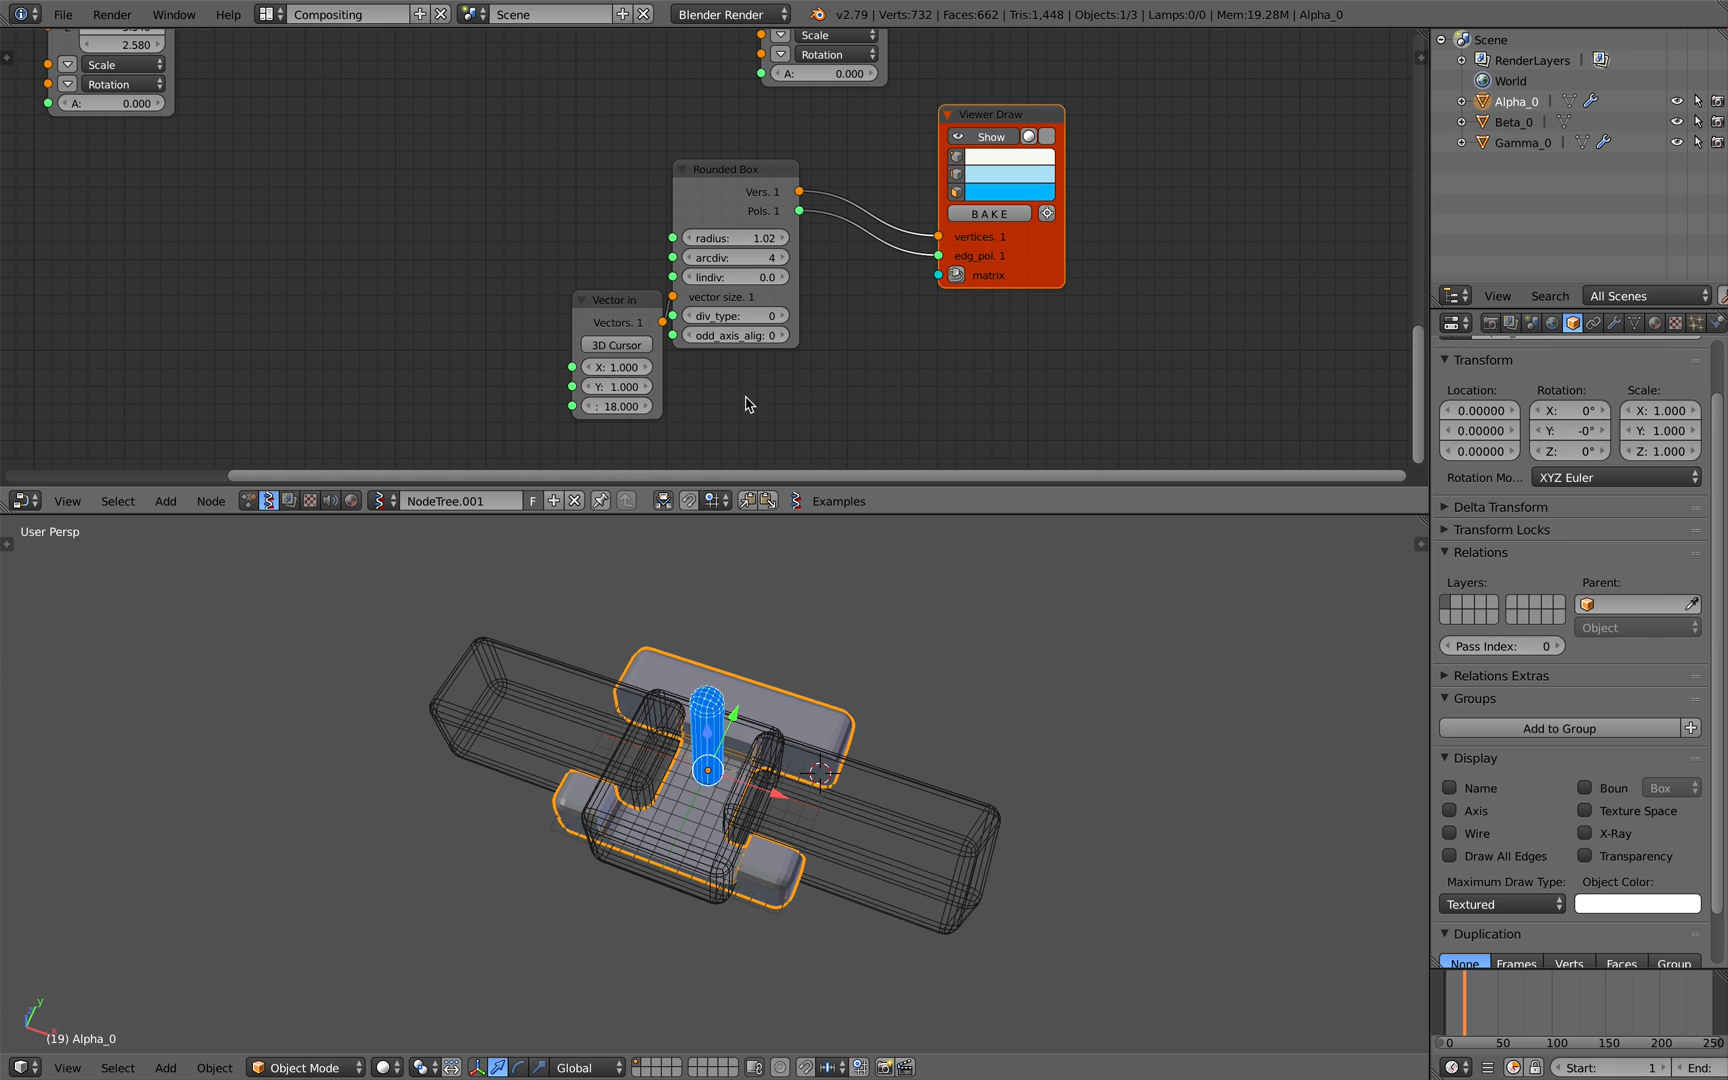 File Render Window Help Compositing Scene Blender Render v2.79 | Verts:732 | Faces:662 | Tris:1,448 | Objects:1/3 | Lamps:0/0 | Mem:19.28M | Alpha_0
2.580
Scale
Rotation
A: 0.000
Scale
Rotation
A: 0.000
Viewer Draw
Show
BAKE
vertices. 1
edg_pol. 1
matrix
Rounded Box
Vers. 1
Pols. 1
radius: 1.02
arcdiv: 4
lindiv: 0.0
vector size. 1
div_type: 0
odd_axis_alig: 0
Vector in
Vectors. 1
3D Cursor
X: 1.000
Y: 1.000
: 18.000
View Select Add Node NodeTree.001 F Examples
User Persp
y
x
(19) Alpha_0
View Select Add Object Object Mode Global
Scene
RenderLayers |
World
Alpha_0 |
Beta_0 |
Gamma_0 |
View Search All Scenes
Transform
Location: Rotation: Scale:
0.00000 X: 0° X: 1.000
0.00000 Y: -0° Y: 1.000
0.00000 Z: 0° Z: 1.000
Rotation Mo... XYZ Euler
Delta Transform
Transform Locks
Relations
Layers: Parent:
Object
Pass Index: 0
Relations Extras
Groups
Add to Group
Display
Name Boun Box
Axis Texture Space
Wire X-Ray
Draw All Edges Transparency
Maximum Draw Type: Object Color:
Textured
Duplication
None Frames Verts Faces Group
0 50 100 150 200 250
Start: 1 End: